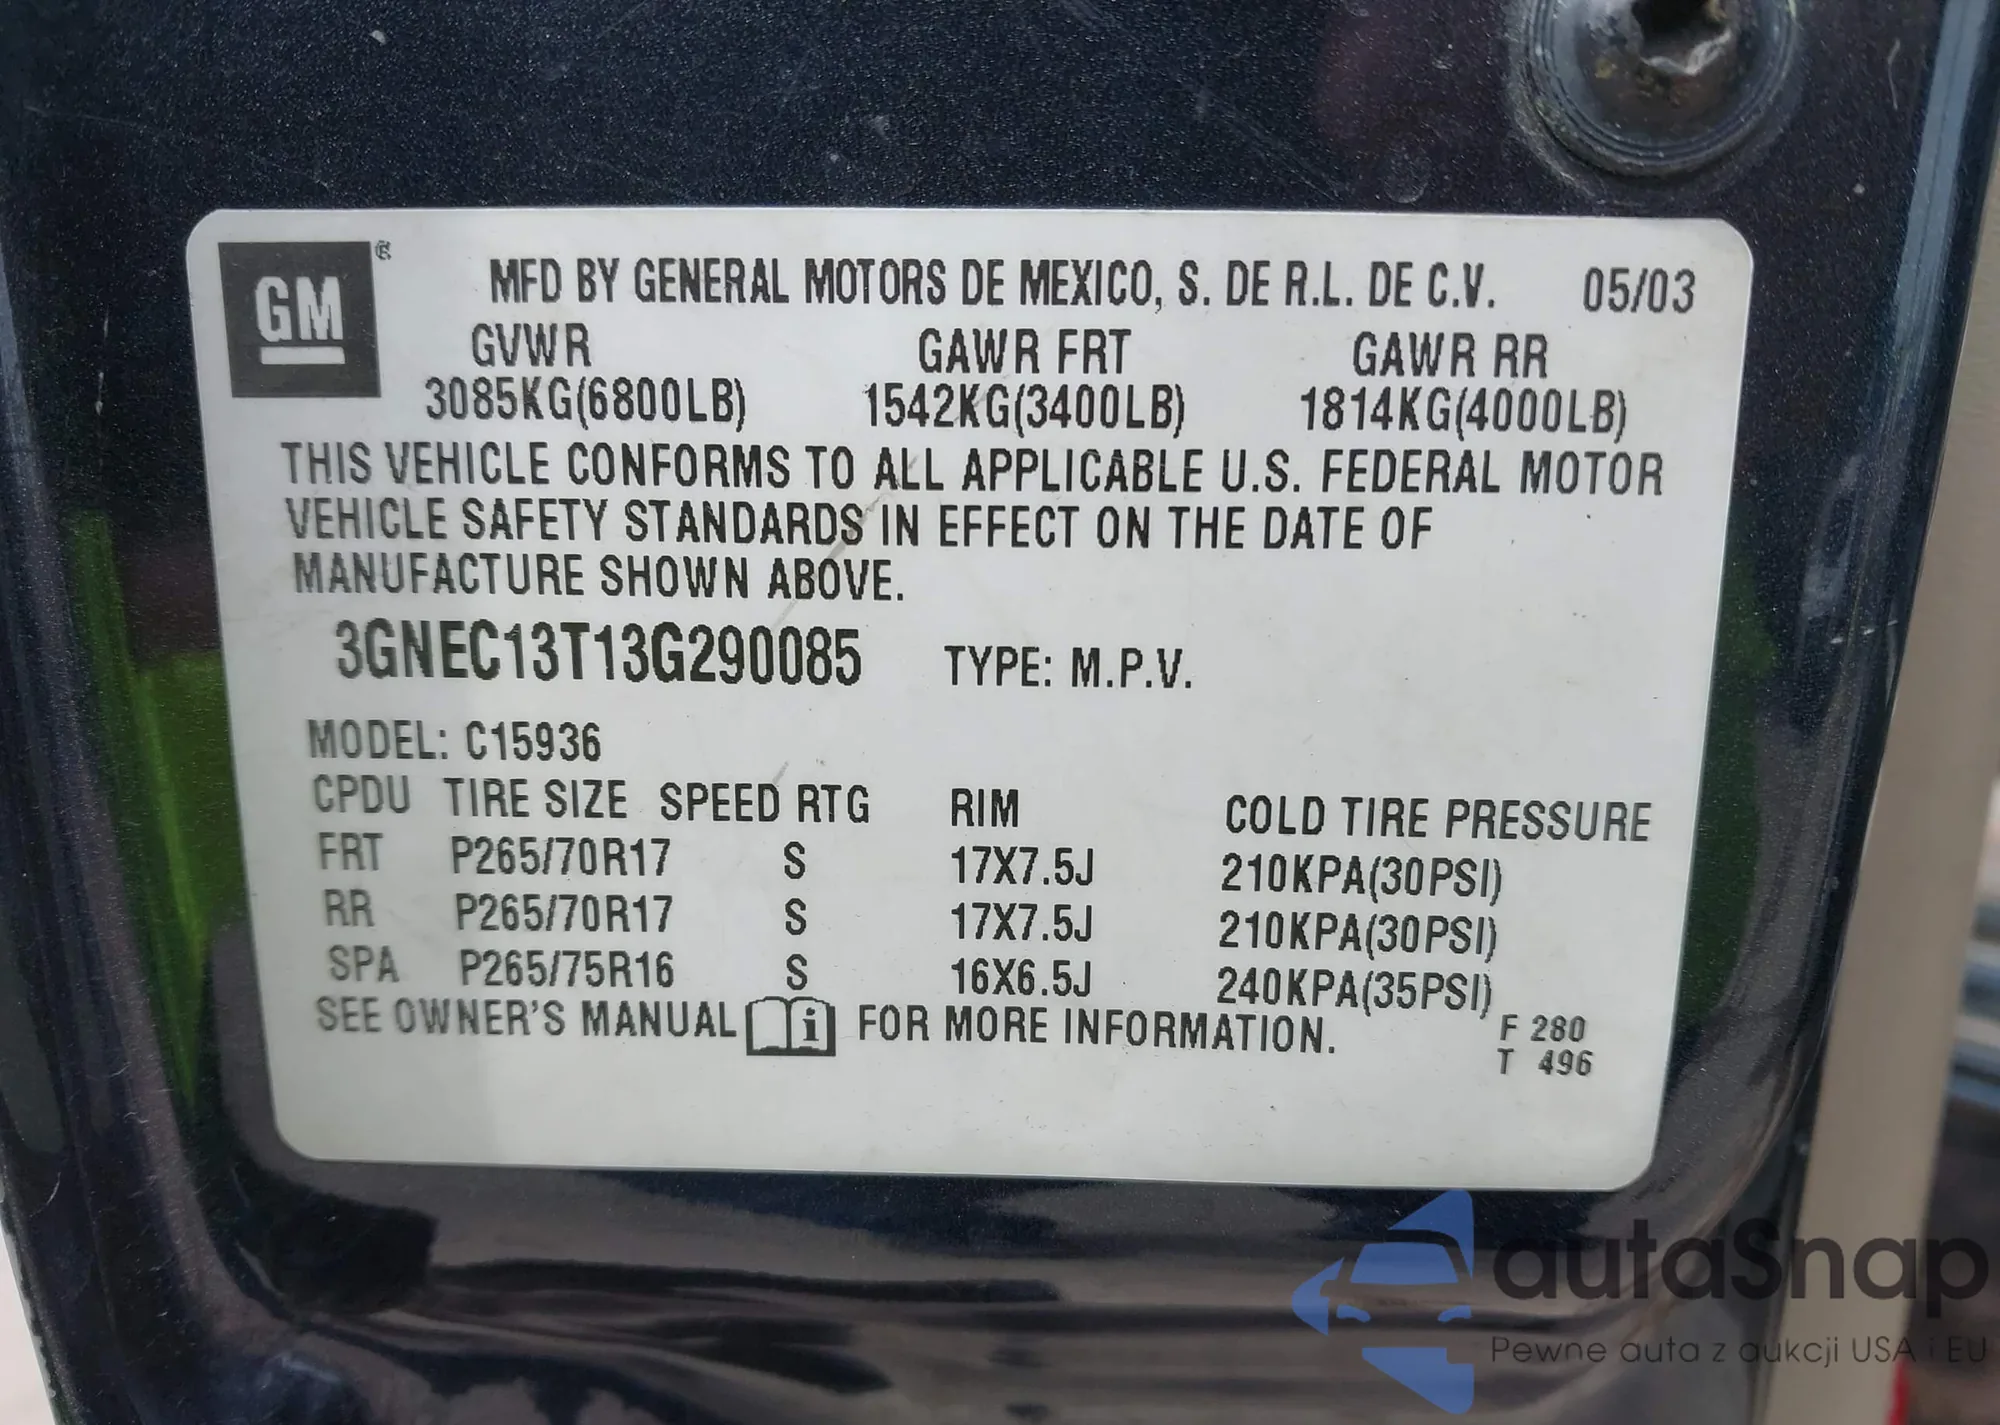 GM®
MFD BY GENERAL MOTORS DE MEXICO, S. DE R.L. DE C.V. 05/03
GVWR GAWR FRT GAWR RR
3085KG(6800LB) 1542KG(3400LB) 1814KG(4000LB)
THIS VEHICLE CONFORMS TO ALL APPLICABLE U.S. FEDERAL MOTOR
VEHICLE SAFETY STANDARDS IN EFFECT ON THE DATE OF
MANUFACTURE SHOWN ABOVE.
3GNEC13T13G290085 TYPE: M.P.V.
MODEL: C15936
CPDU TIRE SIZE SPEED RTG RIM COLD TIRE PRESSURE
FRT P265/70R17 S 17X7.5J 210KPA(30PSI)
RR P265/70R17 S 17X7.5J 210KPA(30PSI)
SPA P265/75R16 S 16X6.5J 240KPA(35PSI)
SEE OWNER'S MANUAL i FOR MORE INFORMATION.
F 280
T 496
autaSnap
Pewne auta z aukcji USA i EU